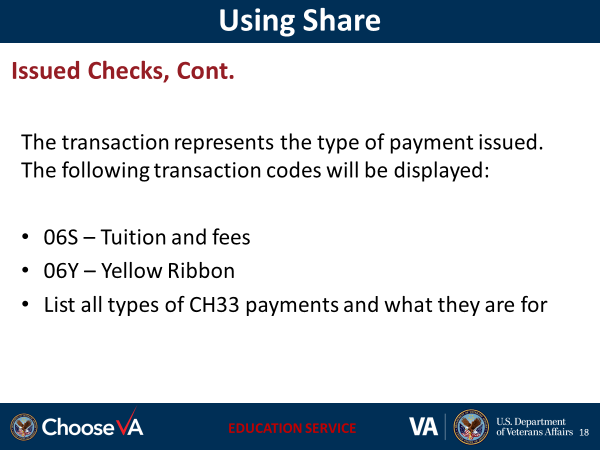 Using Share
Issued Checks, Cont.
The transaction represents the type of payment issued.
The following transaction codes will be displayed:
• 06S – Tuition and fees
• 06Y – Yellow Ribbon
• List all types of CH33 payments and what they are for
ChooseVA
EDUCATION SERVICE
VA
U.S. Department
of Veterans Affairs
18